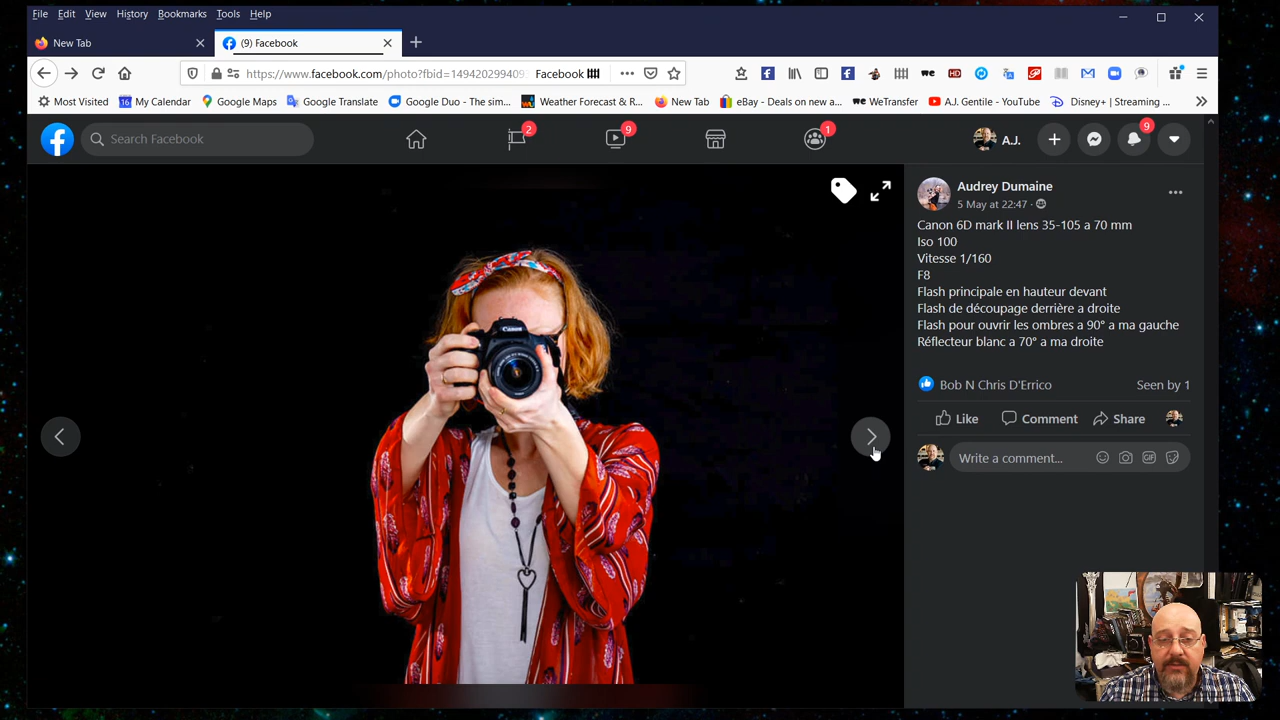 File Edit View History Bookmarks Tools Help
New Tab
(9) Facebook
https://www.facebook.com/photo?fbid=149420299409
Facebook
HD
Most Visited
16 My Calendar
Google Maps
Google Translate
Google Duo - The sim...
Weather Forecast & R...
New Tab
eBay - Deals on new a...
WeTransfer
A.J. Gentile - YouTube
Disney+ | Streaming ...
Search Facebook
2
9
1
A.J.
9
Audrey Dumaine
5 May at 22:47
Canon 6D mark II lens 35-105 a 70 mm
Iso 100
Vitesse 1/160
F8
Flash principale en hauteur devant
Flash de découpage derrière a droite
Flash pour ouvrir les ombres a 90° a ma gauche
Réflecteur blanc a 70° a ma droite
Bob N Chris D'Errico
Seen by 1
Like
Comment
Share
Write a comment...
GIF
Canon